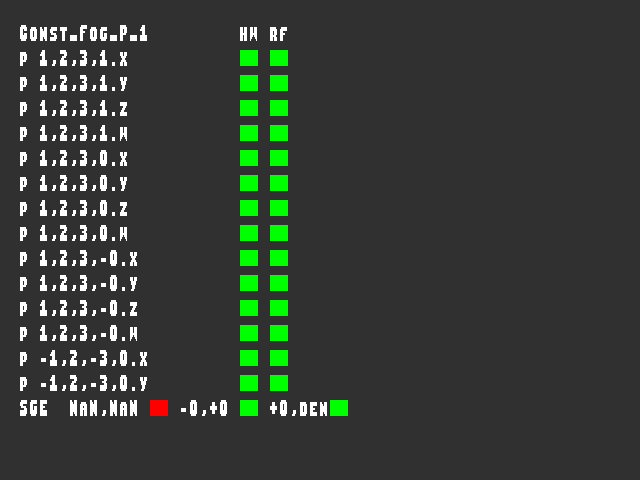 Const_Fog_P_1 HW RF
p 1,2,3,1.x
p 1,2,3,1.y
p 1,2,3,1.z
p 1,2,3,1.w
p 1,2,3,0.x
p 1,2,3,0.y
p 1,2,3,0.z
p 1,2,3,0.w
p 1,2,3,-0.x
p 1,2,3,-0.y
p 1,2,3,-0.z
p 1,2,3,-0.w
p -1,2,-3,0.x
p -1,2,-3,0.y
SGE NaN,NaN -0,+0 +0,den